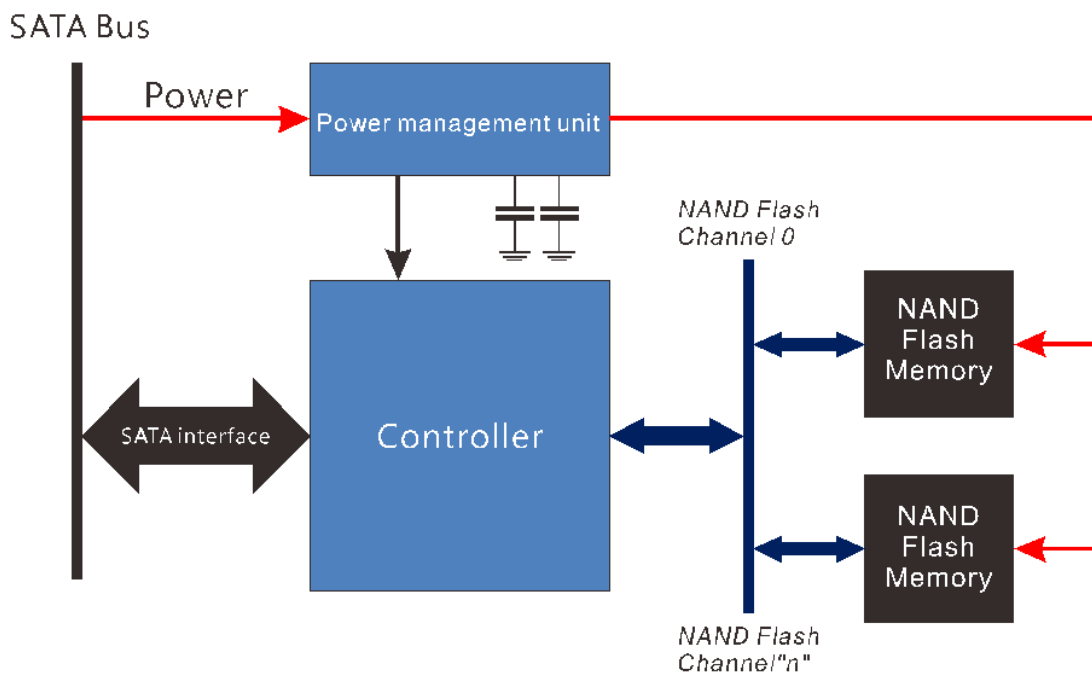 SATA Bus
Power
Power management unit
NAND Flash
Channel 0
NAND
Flash
Memory
SATA interface
Controller
NAND
Flash
Memory
NAND Flash
Channel"n"